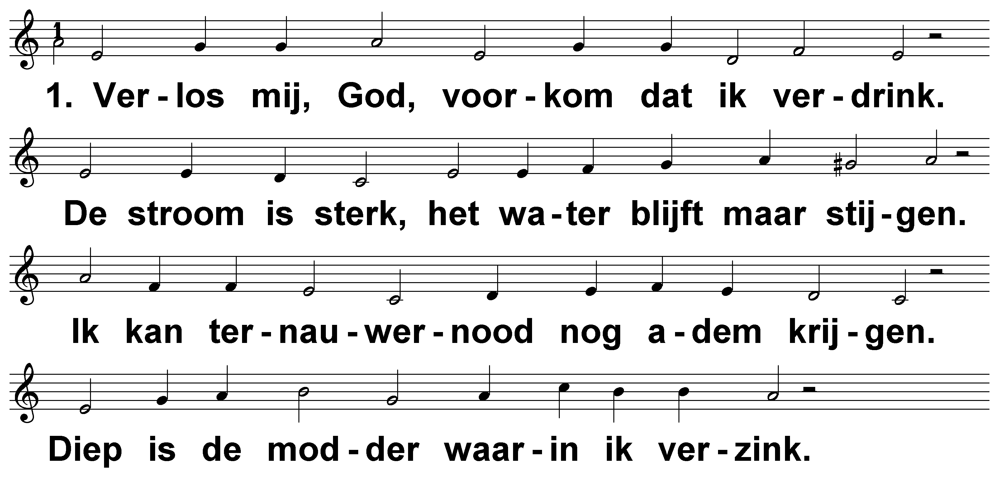 1
1. Ver - los mij, God, voor - kom dat ik ver - drink.
De stroom is sterk, het wa - ter blijft maar stij - gen.
Ik kan ter - nau - wer - nood nog a - dem krij - gen.
Diep is de mod - der waar - in ik ver - zink.